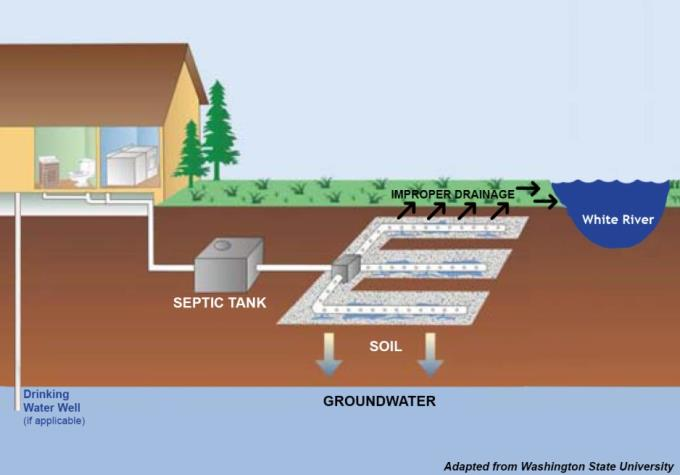 IMPROPER DRAINAGE
White River
SEPTIC TANK
SOIL
Drinking
Water Well
(if applicable)
GROUNDWATER
Adapted from Washington State University